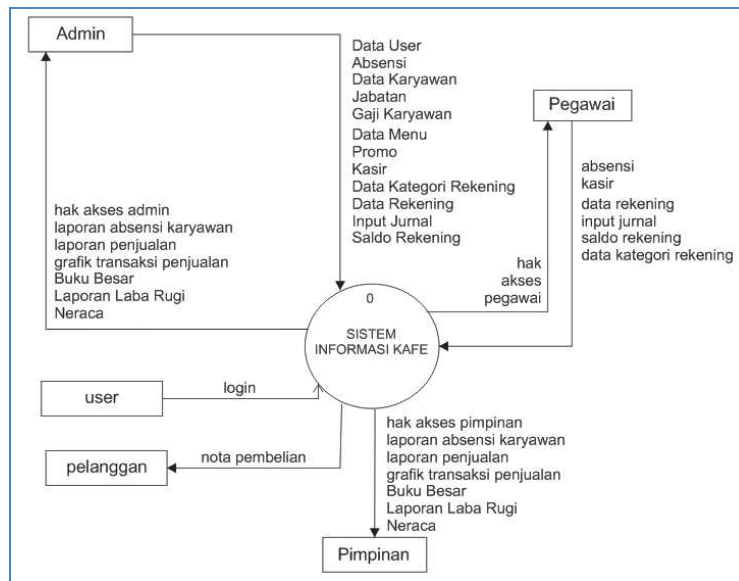 Admin
Data User
Absensi
Data Karyawan
Jabatan
Gaji Karyawan
Data Menu
Promo
Kasir
Data Kategori Rekening
Data Rekening
Input Jurnal
Saldo Rekening
Pegawai
absensi
kasir
data rekening
input jurnal
saldo rekening
data kategori rekening
hak akses admin
laporan absensi karyawan
laporan penjualan
grafik transaksi penjualan
Buku Besar
Laporan Laba Rugi
Neraca
hak
akses
pegawai
0
SISTEM
INFORMASI KAFE
user
login
pelanggan
nota pembelian
hak akses pimpinan
laporan absensi karyawan
laporan penjualan
grafik transaksi penjualan
Buku Besar
Laporan Laba Rugi
Neraca
Pimpinan